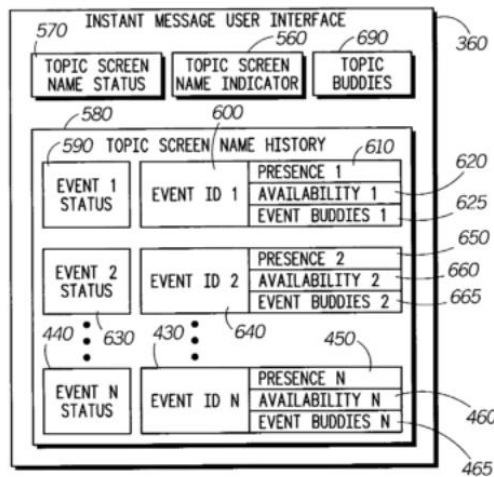 INSTANT MESSAGE USER INTERFACE
360
570
560
690
TOPIC SCREEN
NAME STATUS
TOPIC SCREEN
NAME INDICATOR
TOPIC
BUDDIES
580
600
590
TOPIC SCREEN NAME HISTORY
610
EVENT 1
STATUS
EVENT ID 1
PRESENCE 1
AVAILABILITY 1
EVENT BUDDIES 1
620
625
EVENT 2
STATUS
EVENT ID 2
PRESENCE 2
AVAILABILITY 2
EVENT BUDDIES 2
650
660
665
440
630
430
640
450
EVENT N
STATUS
EVENT ID N
PRESENCE N
AVAILABILITY N
EVENT BUDDIES N
460
465